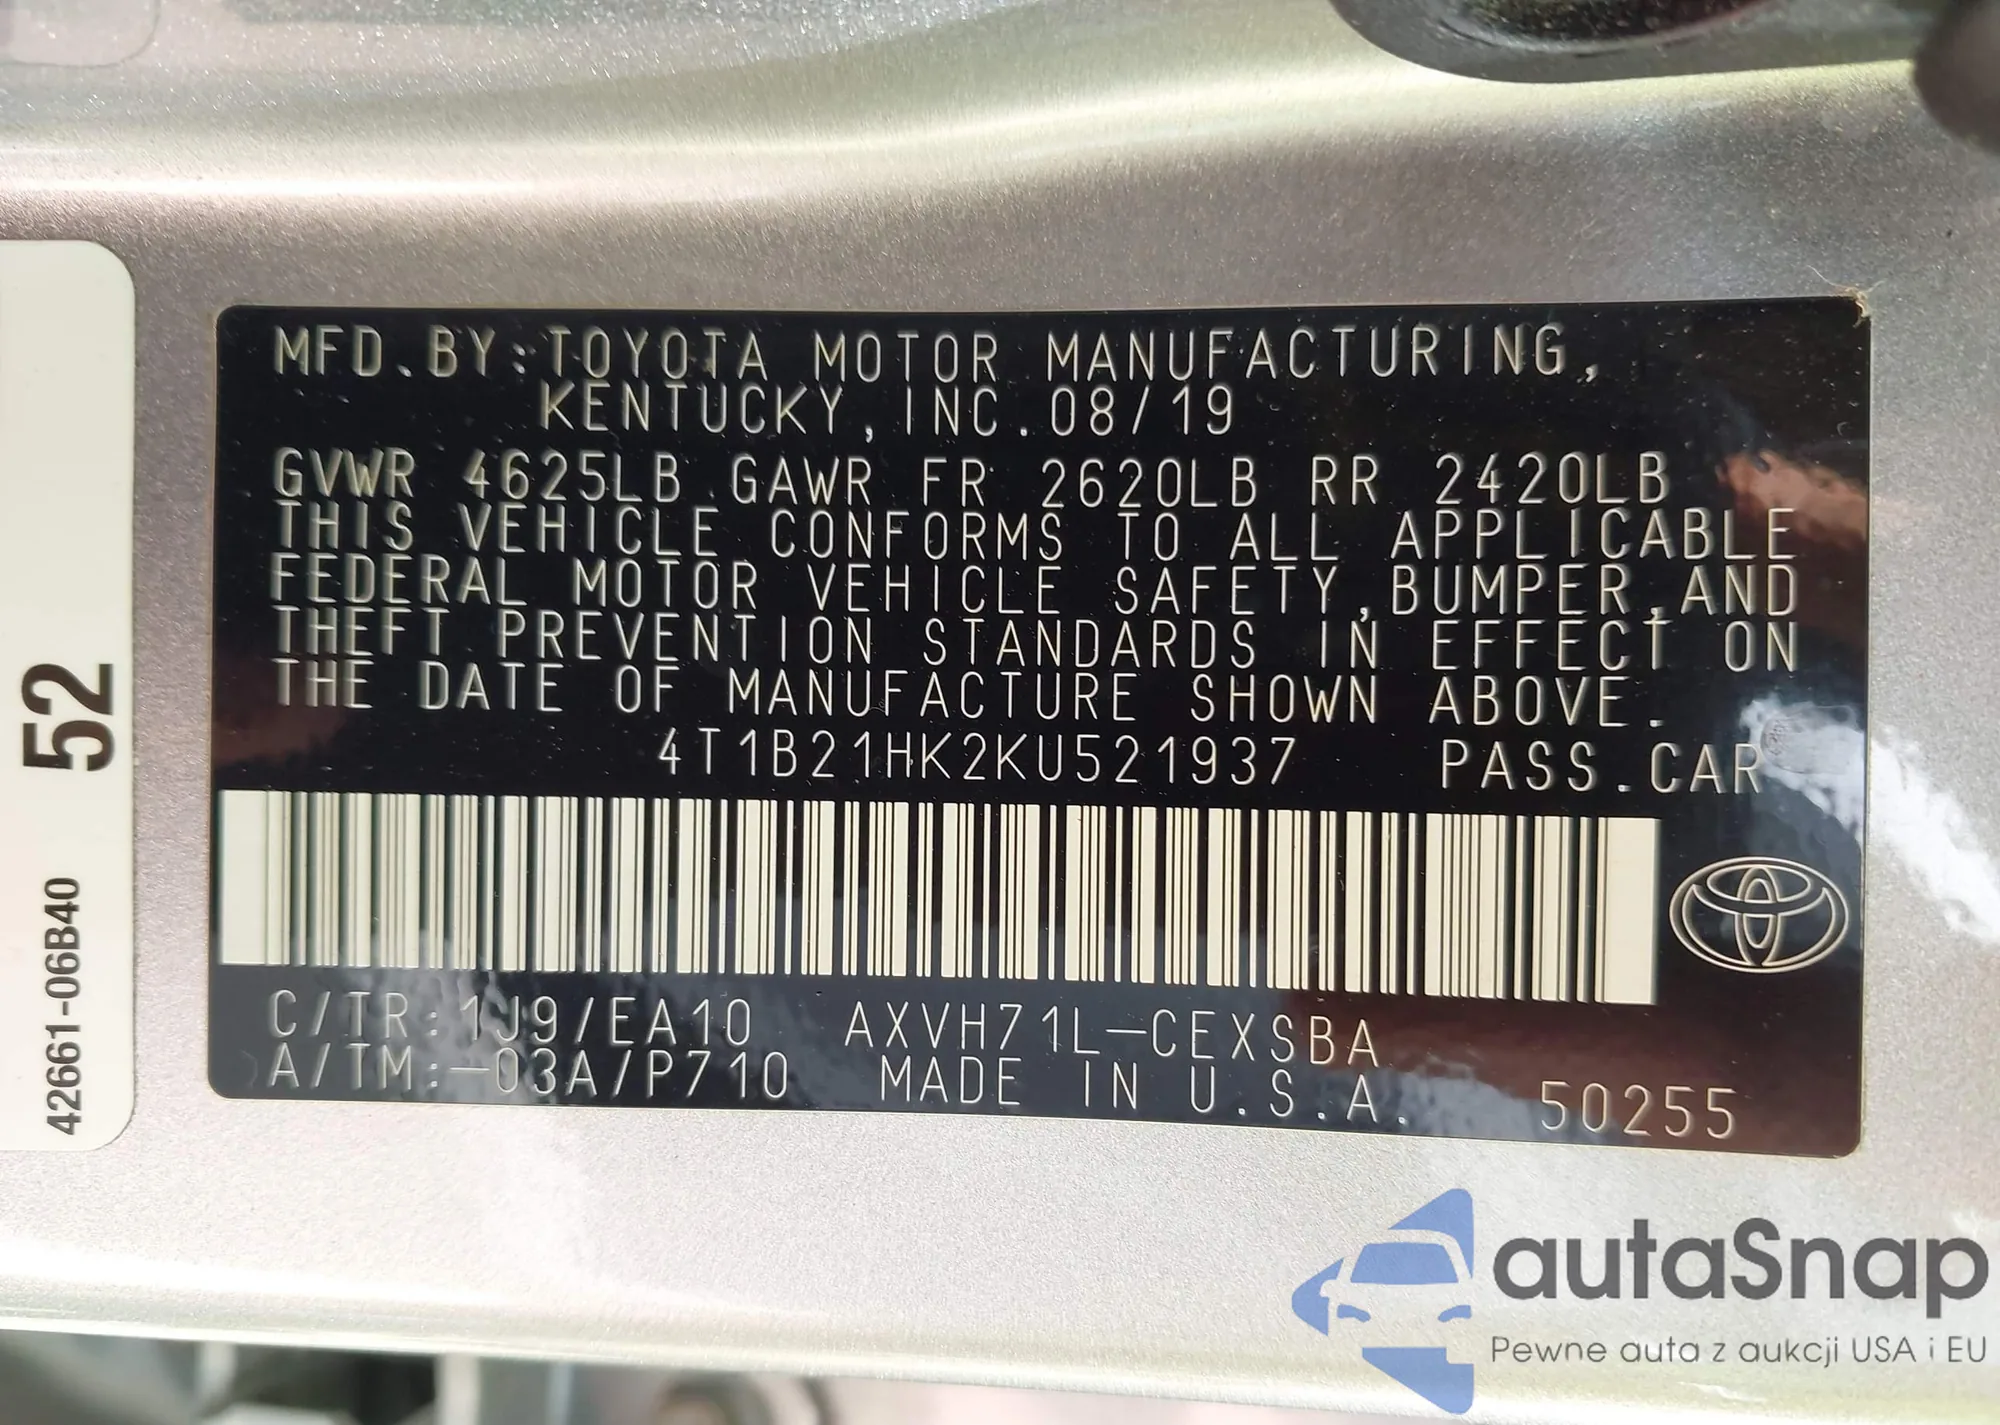 MFD.BY:TOYOTA MOTOR MANUFACTURING,
KENTUCKY,INC.08/19
GVWR 4625LB GAWR FR 2620LB RR 2420LB
THIS VEHICLE CONFORMS TO ALL APPLICABLE
FEDERAL MOTOR VEHICLE SAFETY,BUMPER,AND
THEFT PREVENTION STANDARDS IN EFFECT ON
THE DATE OF MANUFACTURE SHOWN ABOVE.
4T1B21HK2KU521937 PASS.CAR
C/TR:1J9/EA10 AXVH71L-CEXSBA
A/TM:-03A/P710 MADE IN U.S.A. 50255
52
42661-06B40
autaSnap
Pewne auta z aukcji USA i EU